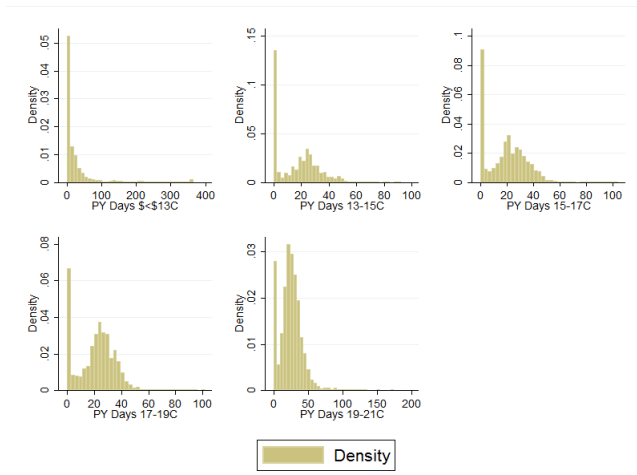 Density
.05
.04
.03
.02
.01
0
0 100 200 300 400
PY Days $<$13C
Density
.15
.1
.05
0
0 20 40 60 80 100
PY Days 13-15C
Density
.1
.08
.06
.04
.02
0
0 20 40 60 80 100
PY Days 15-17C
Density
.08
.06
.04
.02
0
0 20 40 60 80 100
PY Days 17-19C
Density
.03
.02
.01
0
0 50 100 150 200
PY Days 19-21C
Density